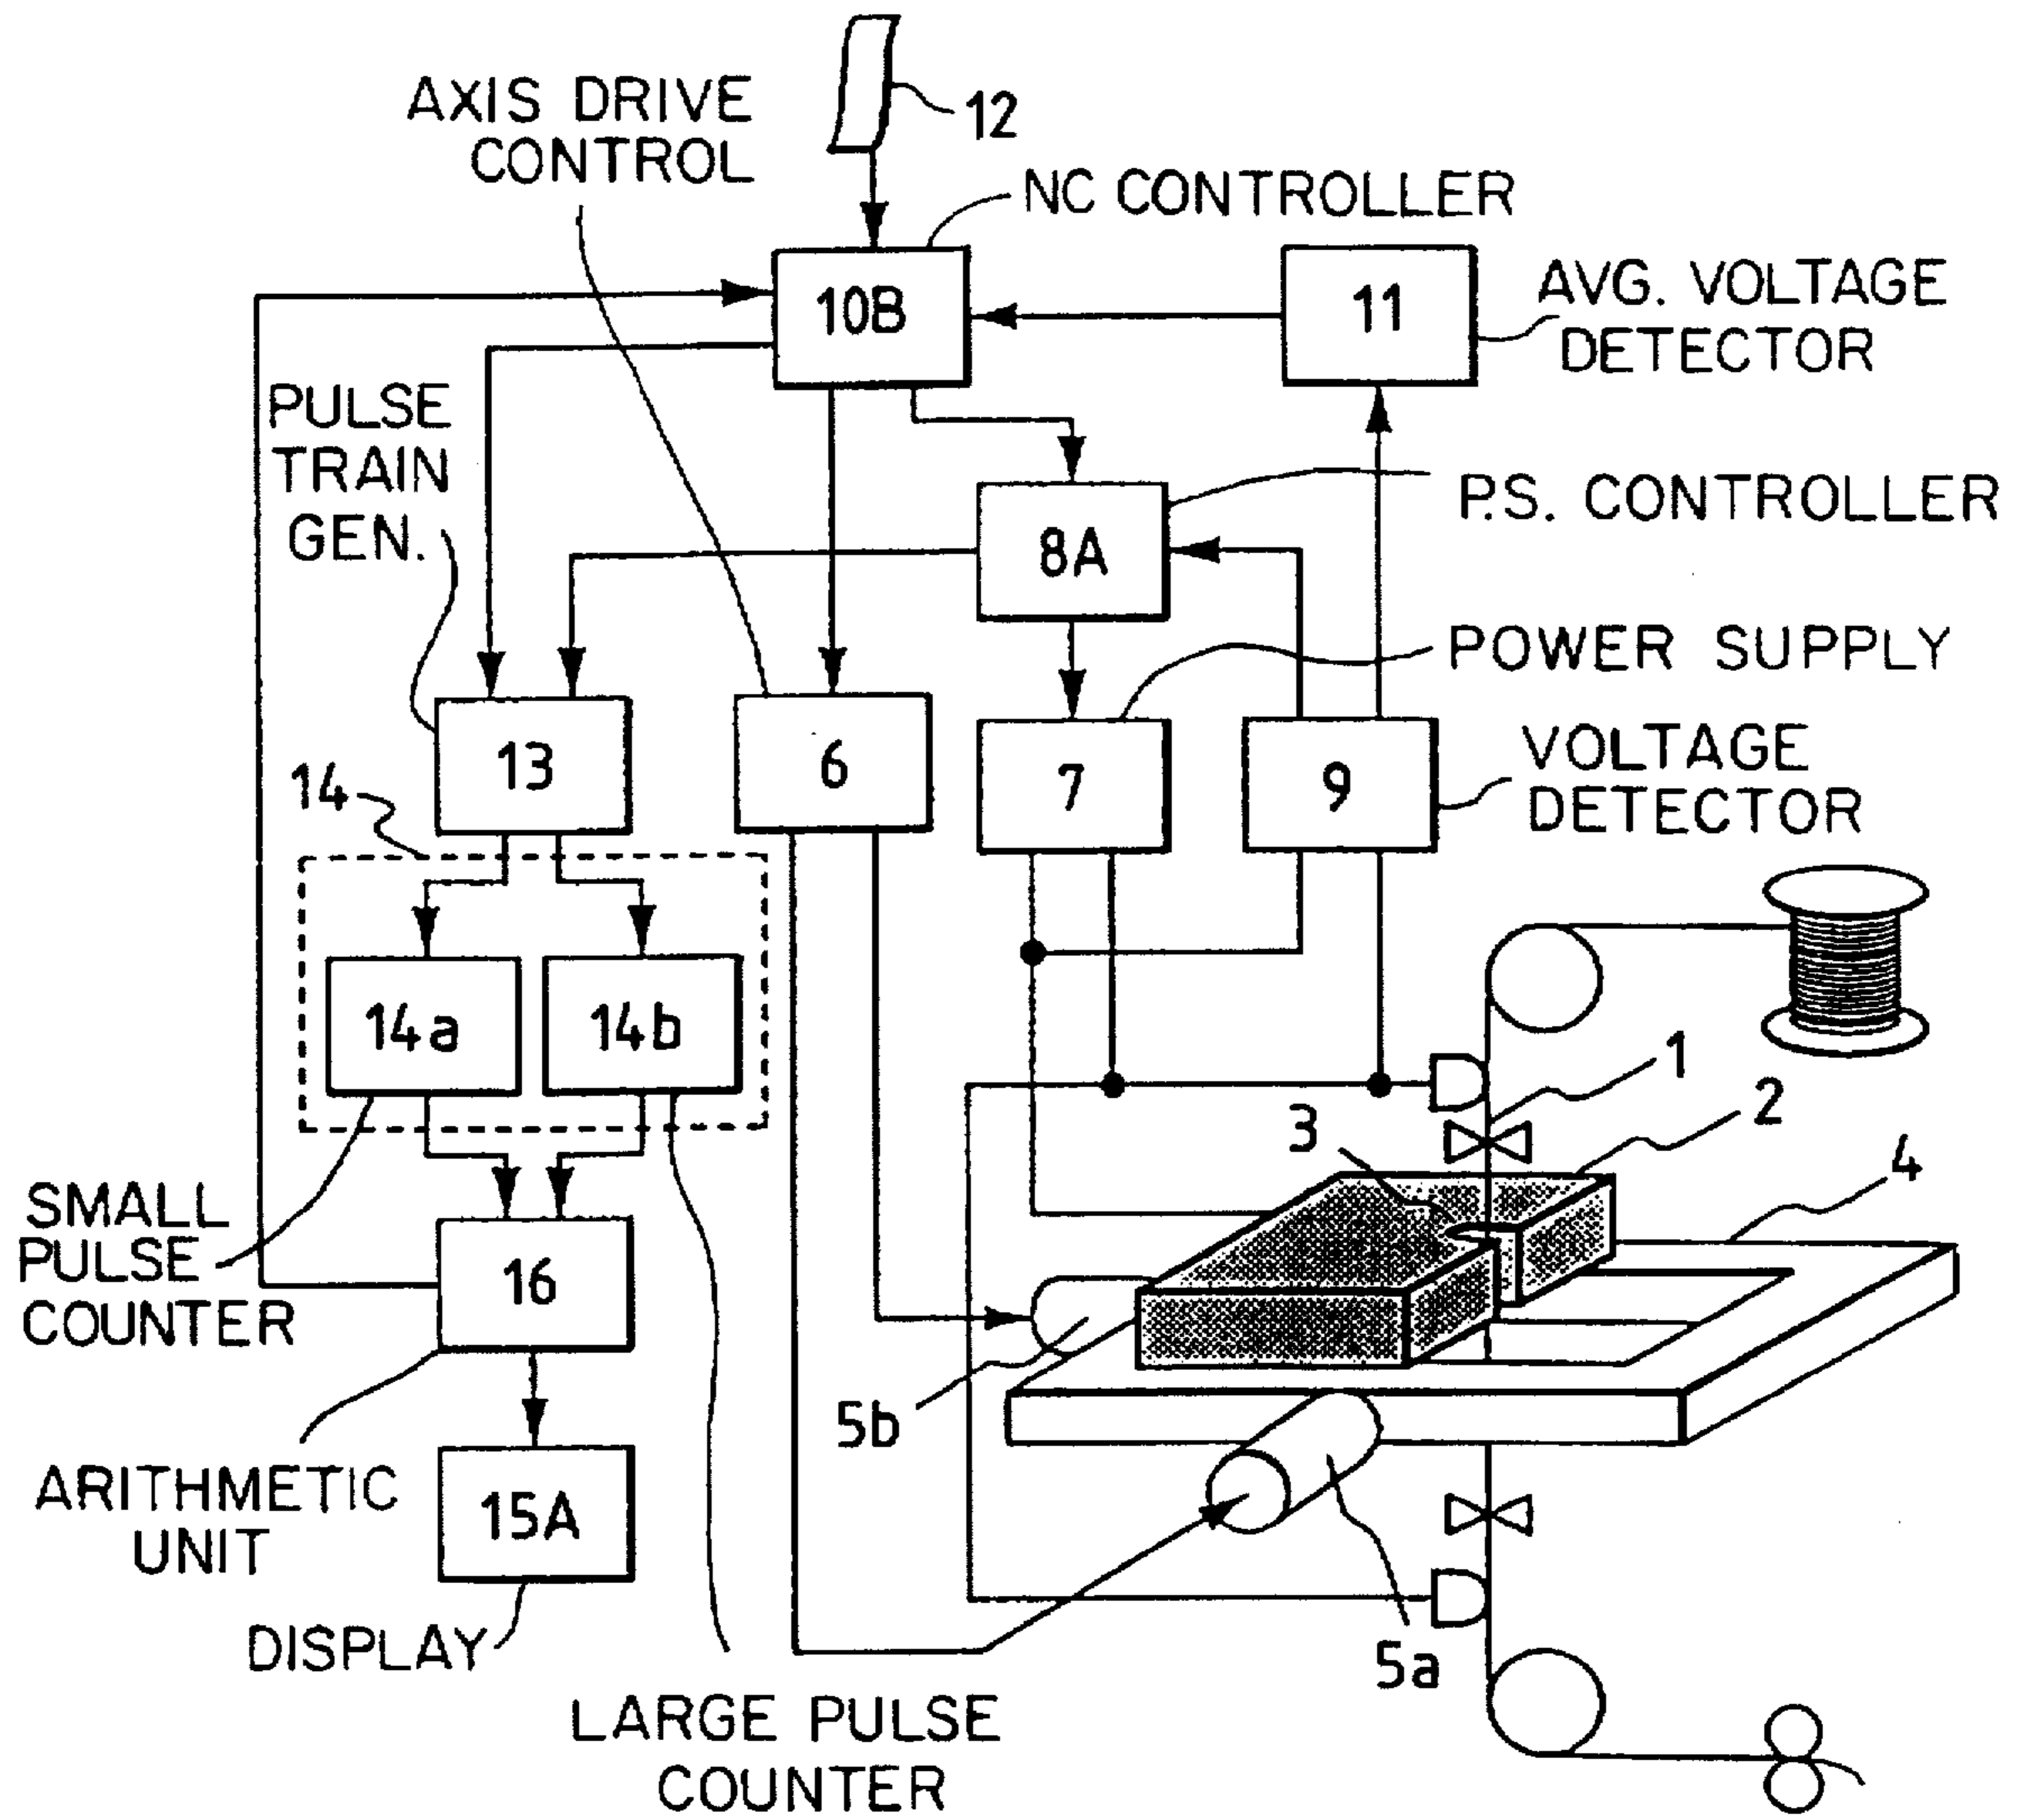 AXIS DRIVE
CONTROL
12
NC CONTROLLER
10B
11
AVG. VOLTAGE
DETECTOR
PULSE
TRAIN
GEN.
8A
P.S. CONTROLLER
POWER SUPPLY
13
6
7
9
VOLTAGE
DETECTOR
14
14a
14b
1
2
3
4
SMALL
PULSE
COUNTER
16
5b
ARITHMETIC
UNIT
15A
DISPLAY
5a
LARGE PULSE
COUNTER